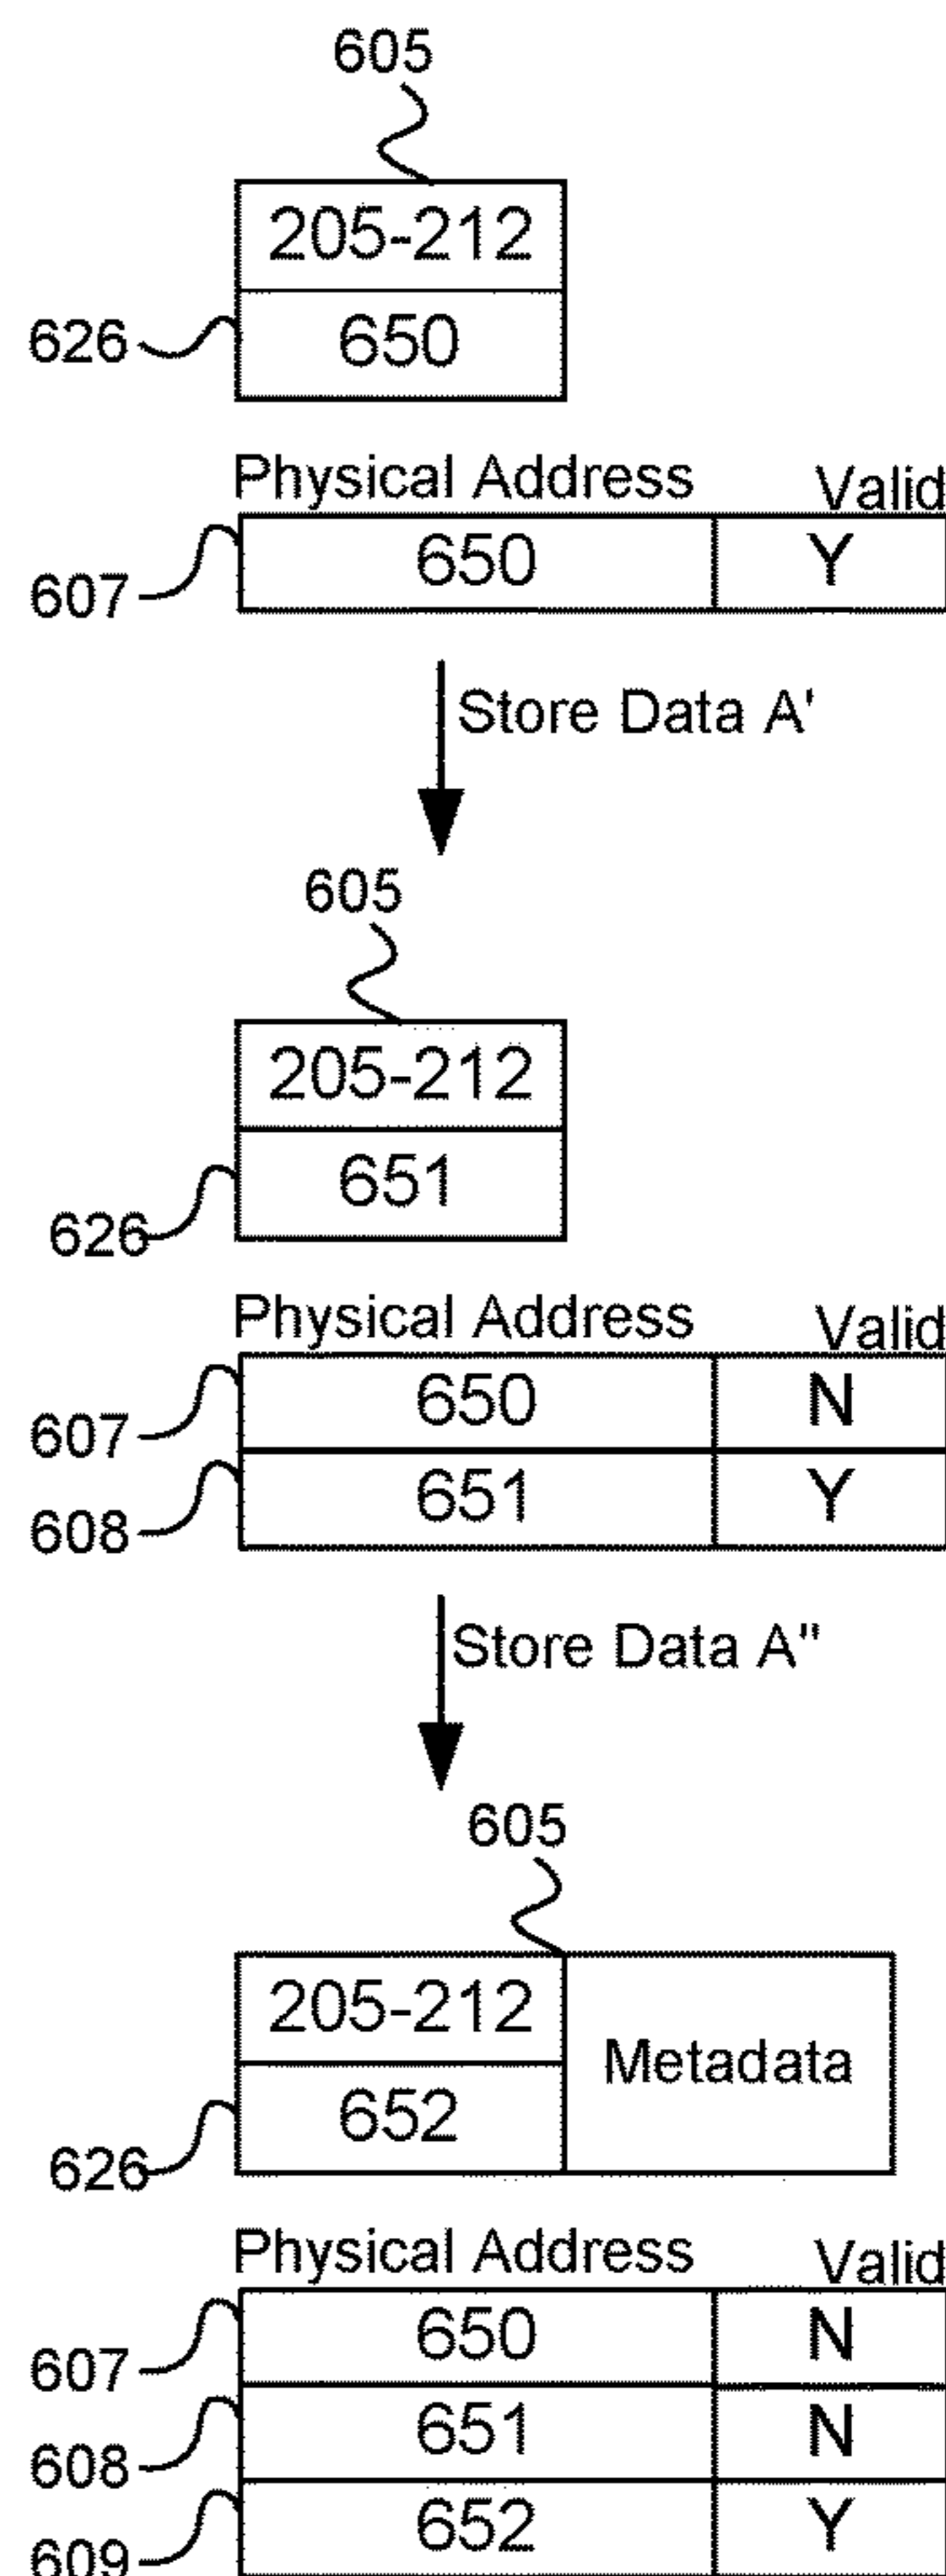 605
205-212
626 650
Physical Address Valid
607 650 Y
Store Data A'
605
205-212
626 651
Physical Address Valid
607 650 N
608 651 Y
Store Data A"
605
205-212
Metadata
626 652
Physical Address Valid
607 650 N
608 651 N
609 652 Y